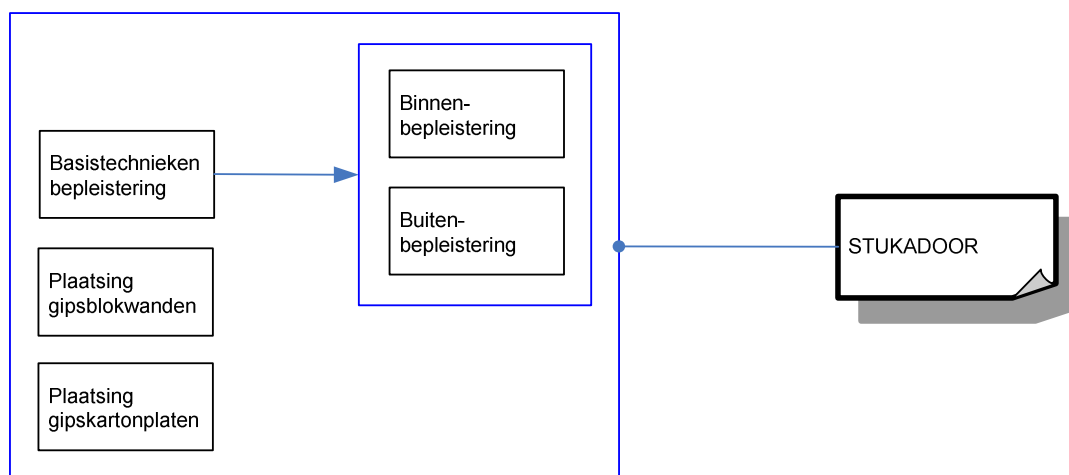 Basistechnieken
bepleistering
Plaatsing
gipsblokwanden
Plaatsing
gipskartonplaten
Binnen-
bepleistering
Buiten-
bepleistering
STUKADOOR